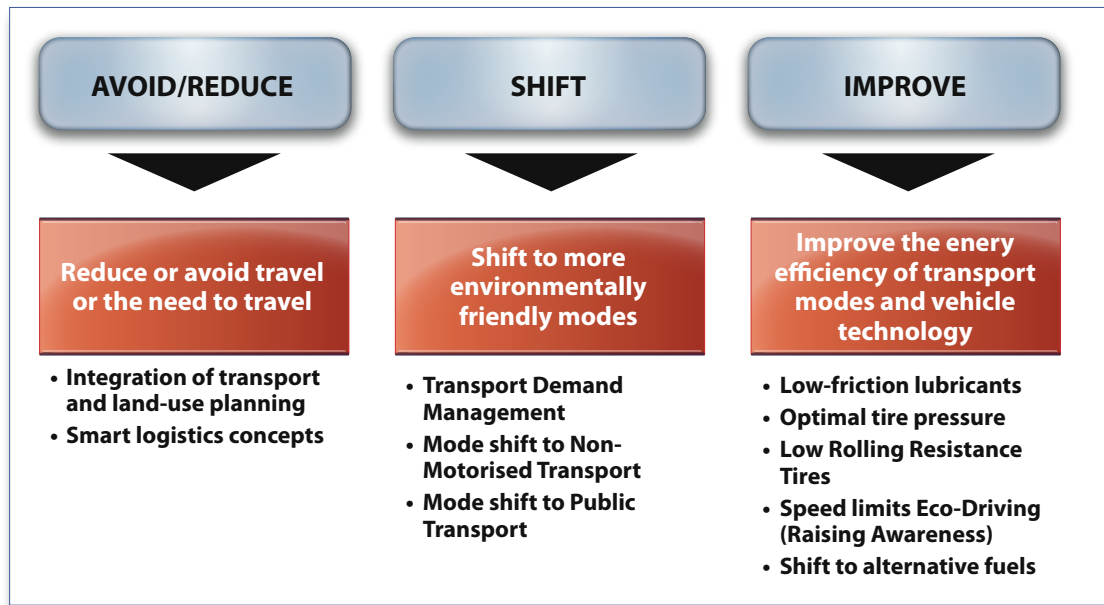 AVOID/REDUCE
Reduce or avoid travel
or the need to travel
• Integration of transport
and land-use planning
• Smart logistics concepts
SHIFT
Shift to more
environmentally
friendly modes
• Transport Demand
Management
• Mode shift to Non-
Motorised Transport
• Mode shift to Public
Transport
IMPROVE
Improve the enery
efficiency of transport
modes and vehicle
technology
• Low-friction lubricants
• Optimal tire pressure
• Low Rolling Resistance
Tires
• Speed limits Eco-Driving
(Raising Awareness)
• Shift to alternative fuels